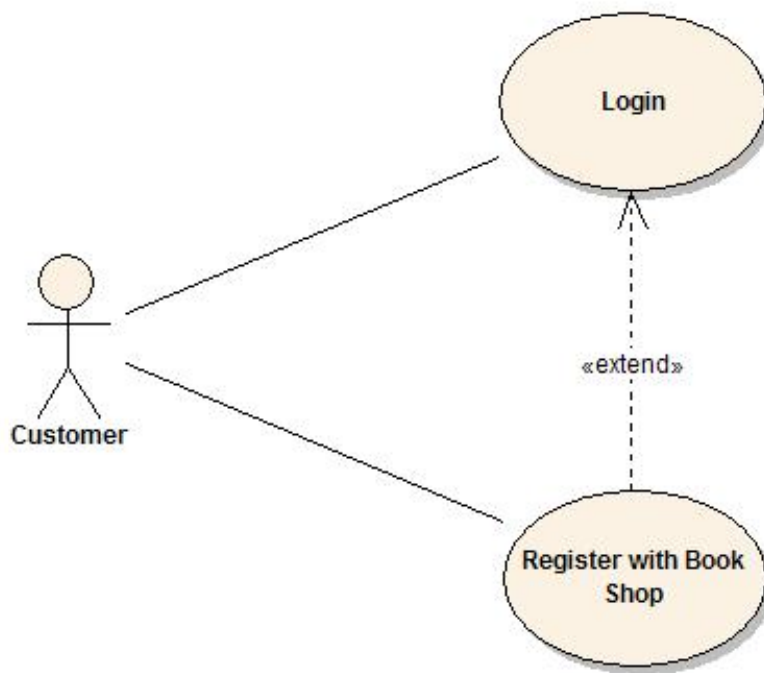 Login
«extend»
Customer
Register with Book
Shop